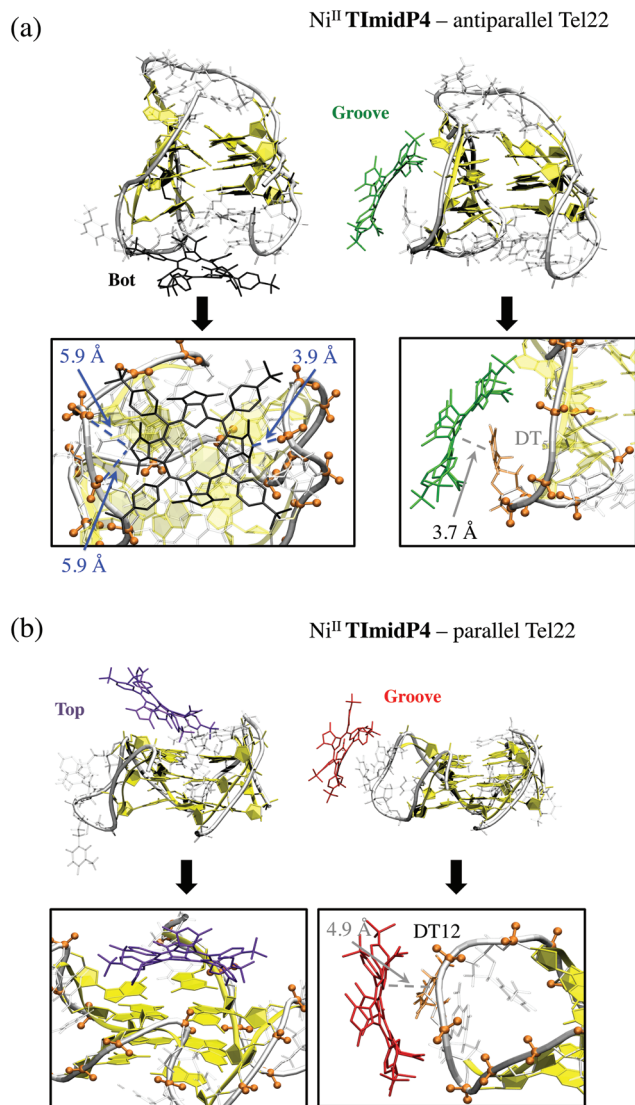 (a)
Ni^II TImidP4 – antiparallel Tel22
Groove
Bot
5.9 Å
3.9 Å
5.9 Å
DT5
3.7 Å
(b)
Ni^II TImidP4 – parallel Tel22
Top
Groove
4.9 Å
DT12